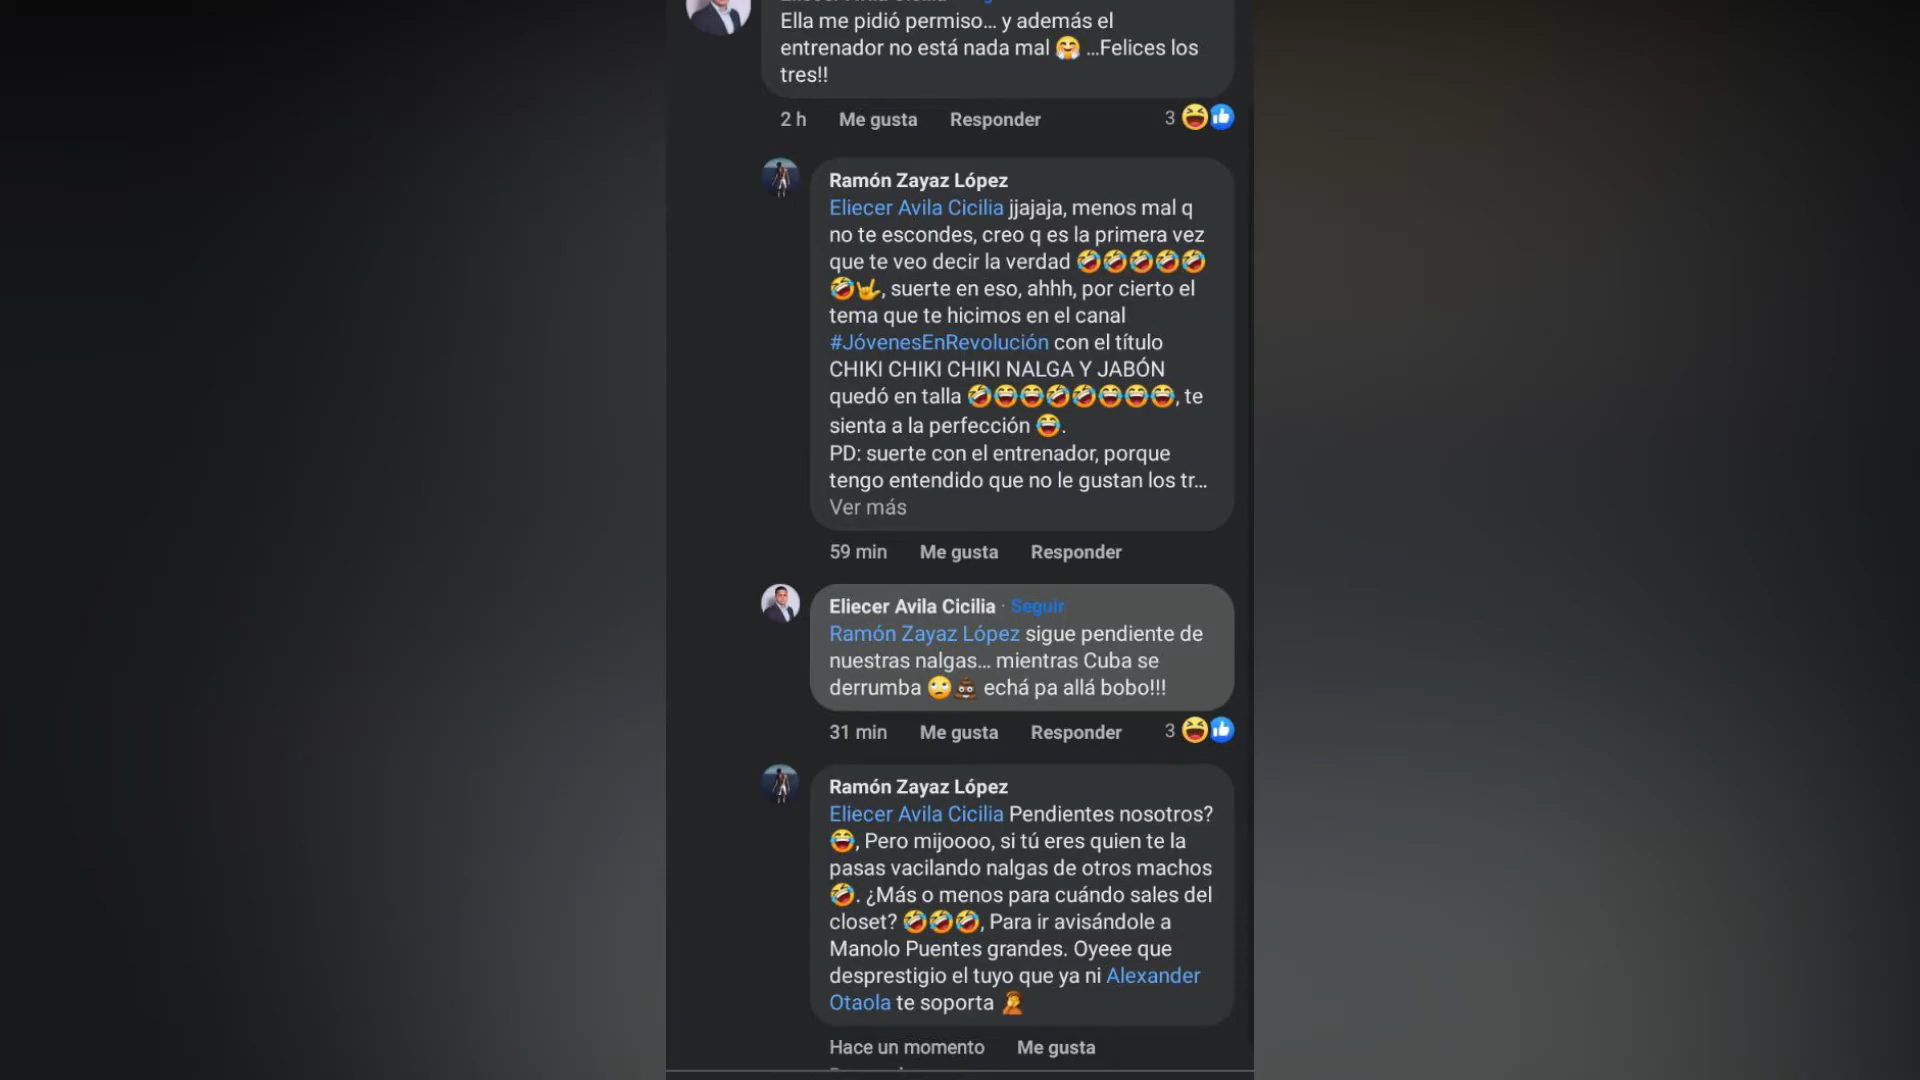 Eliecer Avila Cicilia
Ella me pidió permiso... y además el
entrenador no está nada mal 🤗 ...Felices los
tres!!
2 h Me gusta Responder 3
Ramón Zayaz López
Eliecer Avila Cicilia jjajaja, menos mal q
no te escondes, creo q es la primera vez
que te veo decir la verdad 🤣🤣🤣🤣🤣
🤣🤟, suerte en eso, ahhh, por cierto el
tema que te hicimos en el canal
#JóvenesEnRevolución con el título
CHIKI CHIKI CHIKI NALGA Y JABÓN
quedó en talla 🤣😂😂🤣🤣😂😂😂, te
sienta a la perfección 😂.
PD: suerte con el entrenador, porque
tengo entendido que no le gustan los tr...
Ver más
59 min Me gusta Responder
Eliecer Avila Cicilia · Seguir
Ramón Zayaz López sigue pendiente de
nuestras nalgas... mientras Cuba se
derrumba 🙄💩 echá pa allá bobo!!!
31 min Me gusta Responder 3
Ramón Zayaz López
Eliecer Avila Cicilia Pendientes nosotros?
😂, Pero mijoooo, si tú eres quien te la
pasas vacilando nalgas de otros machos
🤣. ¿Más o menos para cuándo sales del
closet? 🤣🤣🤣, Para ir avisándole a
Manolo Puentes grandes. Oyeee que
desprestigio el tuyo que ya ni Alexander
Otaola te soporta 🤦
Hace un momento Me gusta